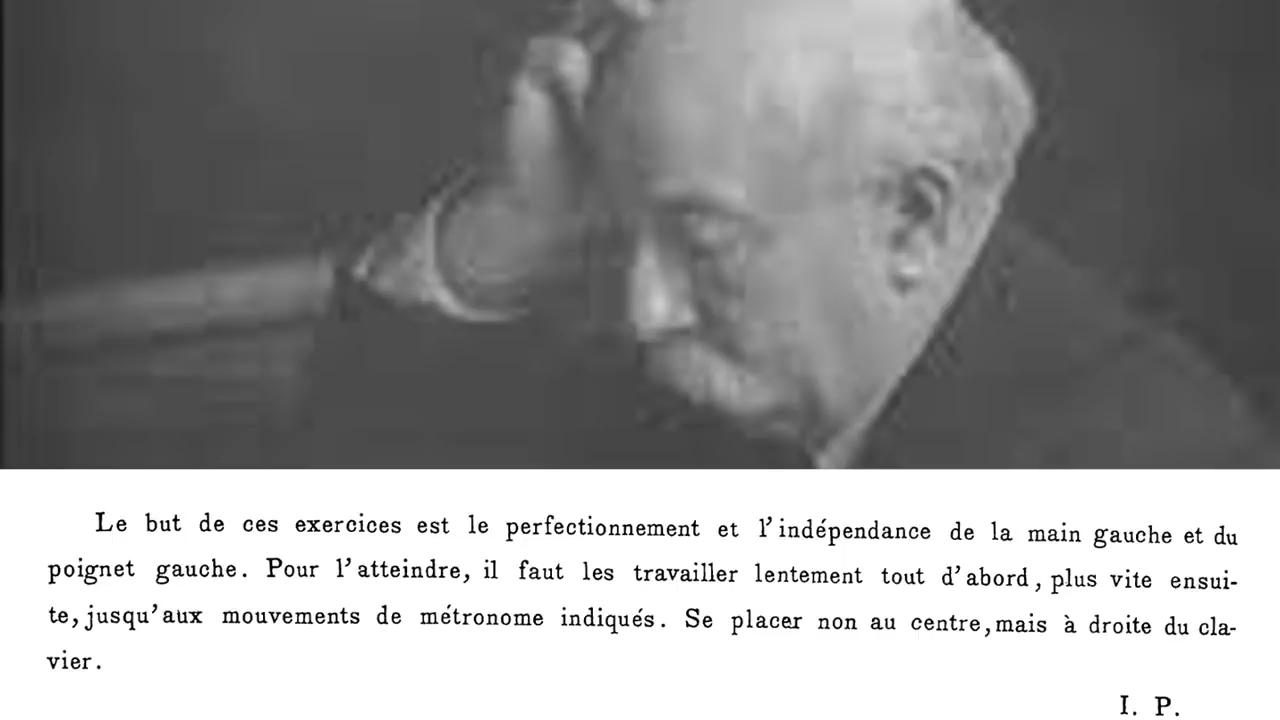 Le but de ces exercices est le perfectionnement et l'indépendance de la main gauche et du
poignet gauche. Pour l'atteindre, il faut les travailler lentement tout d'abord, plus vite ensui-
te, jusqu'aux mouvements de métronome indiqués. Se placer non au centre, mais à droite du cla-
vier.
I. P.